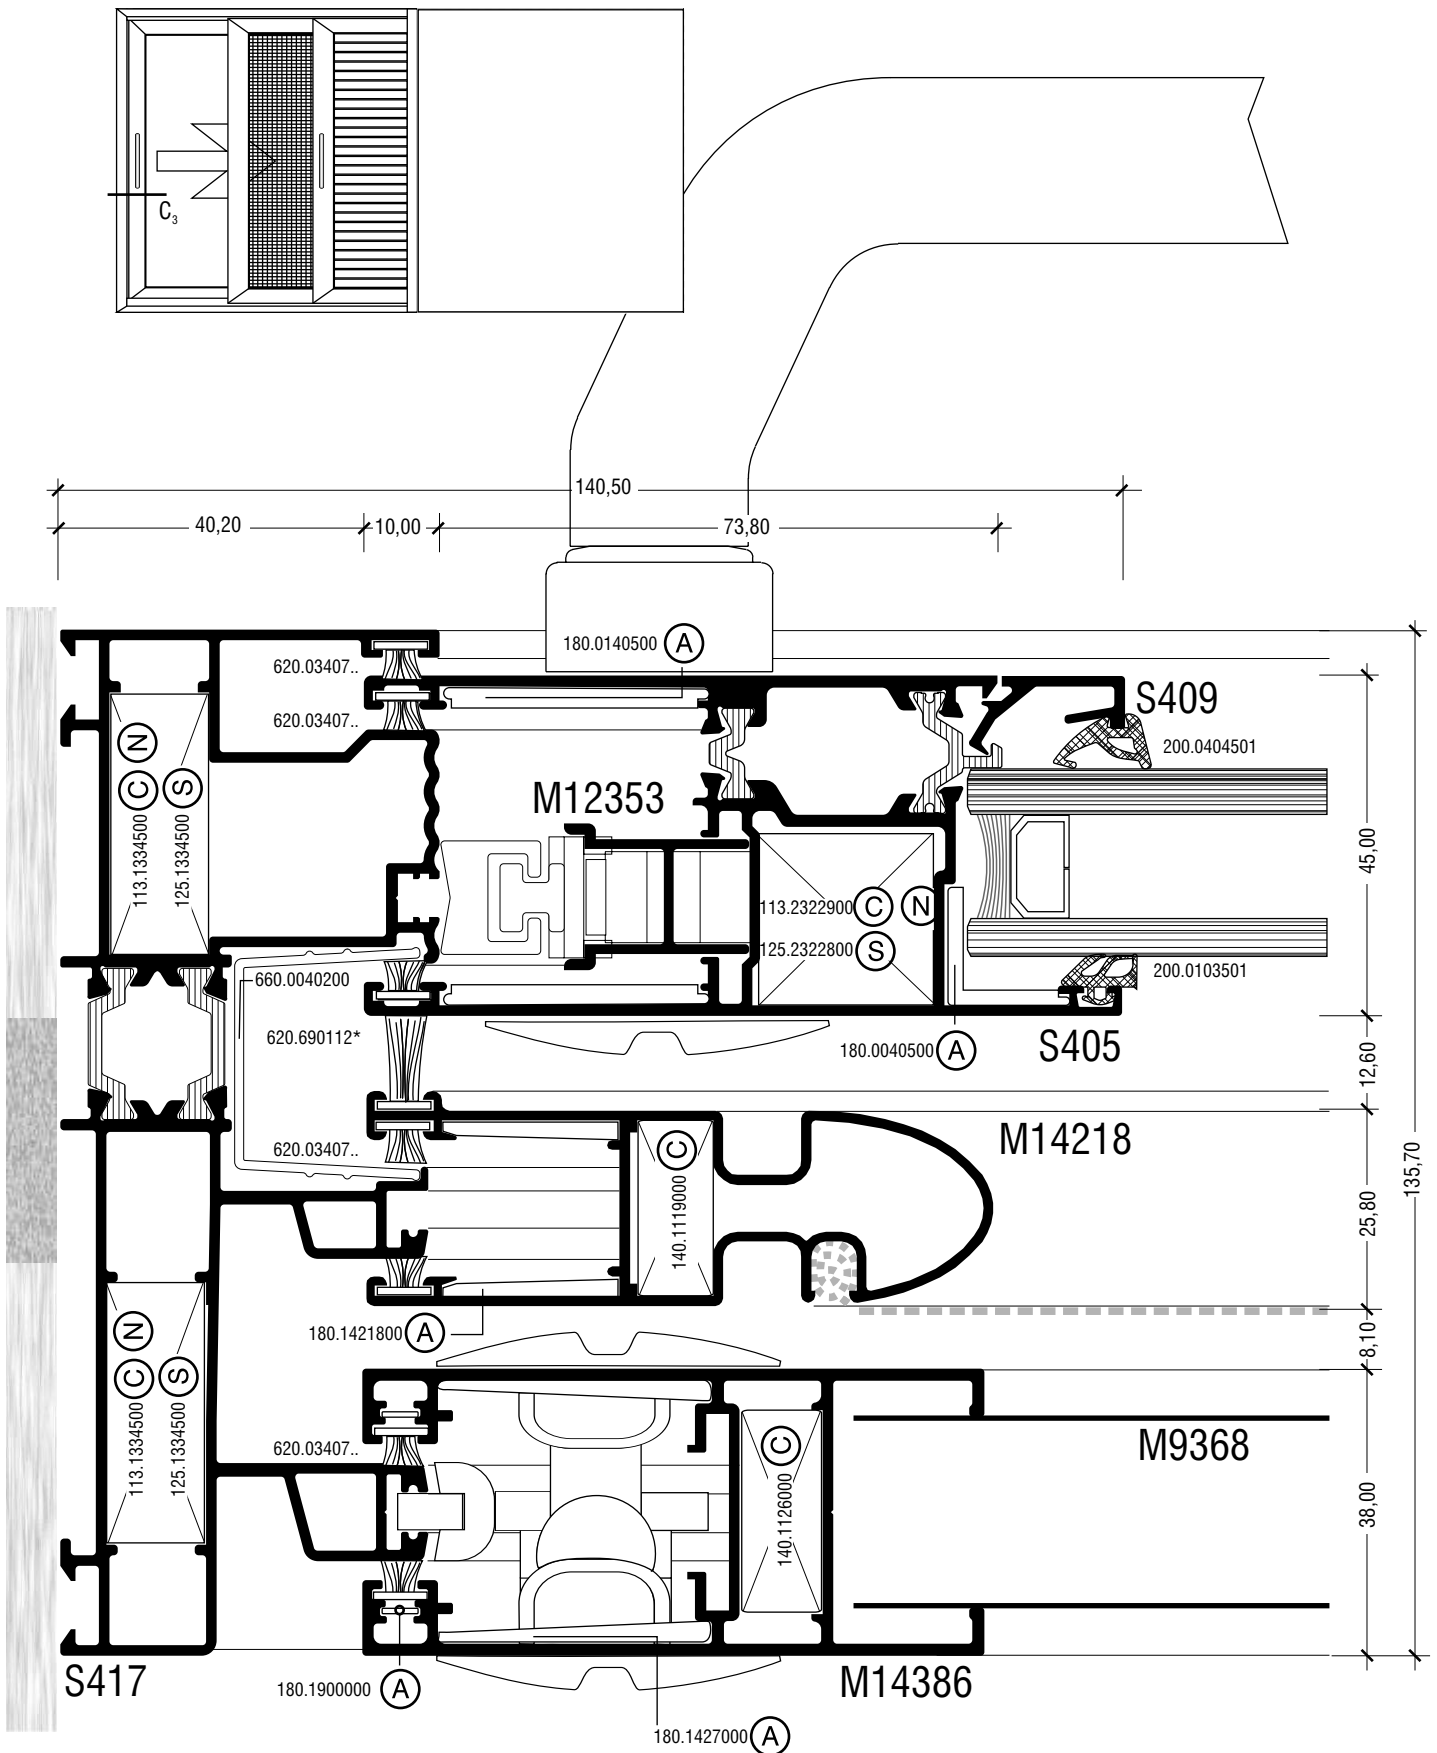 C3
140,50
40,20
10,00
73,80
180.0140500 A
620.03407..
620.03407..
S409
200.0404501
M12353
N
C S
113.1334500
125.1334500
113.2322900 C N
125.2322800 S
45,00
200.0103501
660.0040200
620.690112*
180.0040500 A
S405
12,60
620.03407..
C
140.1119000
M14218
25,80
135,70
180.1421800 A
8,10
N
C S
113.1334500
125.1334500
620.03407..
C
140.1126000
M9368
38,00
S417
180.1900000 A
M14386
180.1427000 A